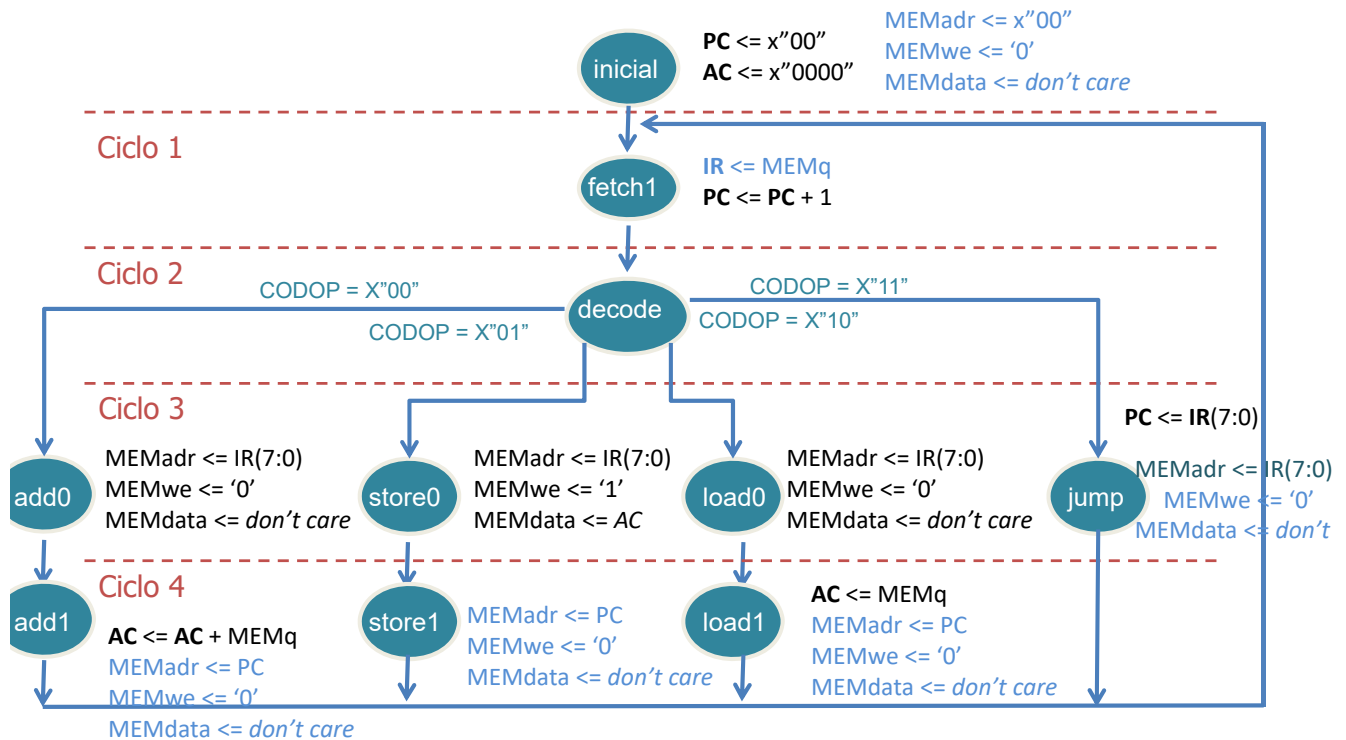 inicial
PC <= x”00”
AC <= x”0000”
MEMadr <= x”00”
MEMwe <= ‘0’
MEMdata <= don’t care
Ciclo 1
fetch1
IR <= MEMq
PC <= PC + 1
Ciclo 2
decode
CODOP = X”00”
CODOP = X”01”
CODOP = X”11”
CODOP = X”10”
Ciclo 3
add0
MEMadr <= IR(7:0)
MEMwe <= ‘0’
MEMdata <= don’t care
store0
MEMadr <= IR(7:0)
MEMwe <= ‘1’
MEMdata <= AC
load0
MEMadr <= IR(7:0)
MEMwe <= ‘0’
MEMdata <= don’t care
PC <= IR(7:0)
jump
MEMadr <= IR(7:0)
MEMwe <= ‘0’
MEMdata <= don’t
Ciclo 4
add1
AC <= AC + MEMq
MEMadr <= PC
MEMwe <= ‘0’
MEMdata <= don’t care
store1
MEMadr <= PC
MEMwe <= ‘0’
MEMdata <= don’t care
load1
AC <= MEMq
MEMadr <= PC
MEMwe <= ‘0’
MEMdata <= don’t care